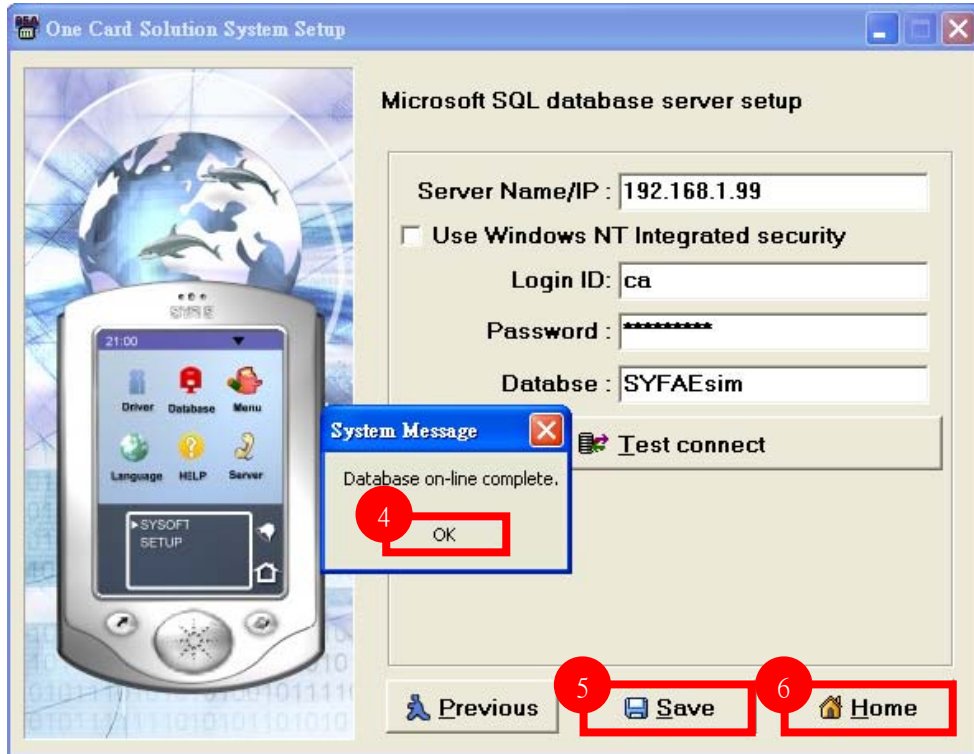 One Card Solution System Setup
Microsoft SQL database server setup
Server Name/IP : 192.168.1.99
Use Windows NT Integrated security
Login ID: ca
Password : *********
Databse : SYFAEsim
Test connect
System Message
Database on-line complete.
4
OK
21:00
Driver Database Menu
Language HELP Server
SYSOFT
SETUP
5
6
Previous
Save
Home